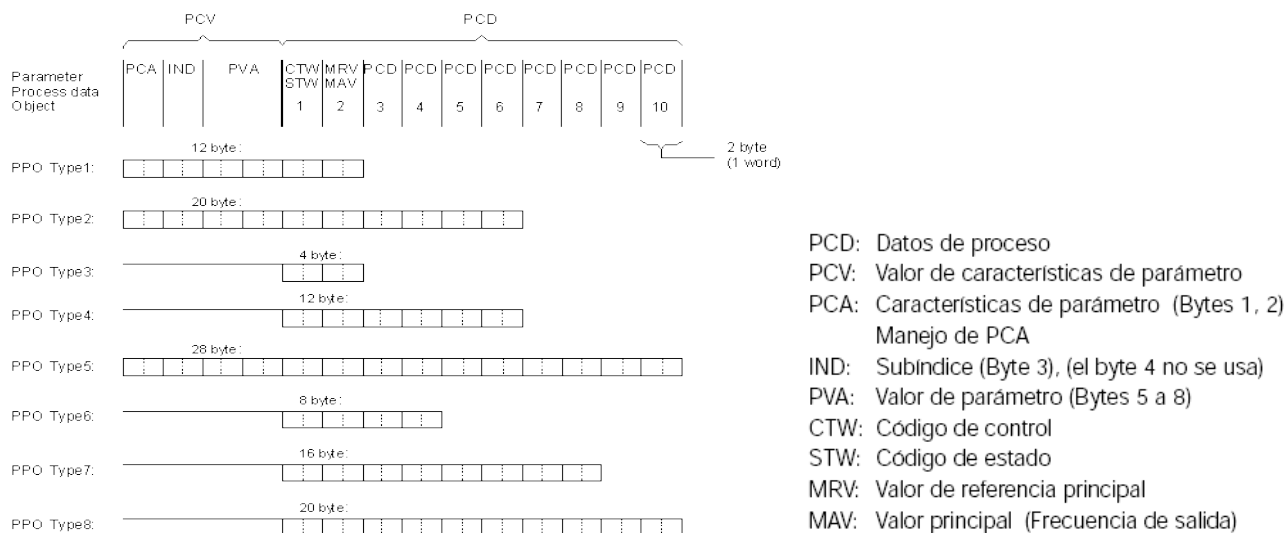 PCV PCD
Parameter
Process data
Object
PCA IND PVA CTW MRV PCD PCD PCD PCD PCD PCD PCD PCD
STW MAV
1 2 3 4 5 6 7 8 9 10
2 byte
(1 word)
12 byte:
PPO Type1:
20 byte:
PPO Type2:
4 byte:
PPO Type3:
12 byte:
PPO Type4:
28 byte:
PPO Type5:
8 byte:
PPO Type6:
16 byte:
PPO Type7:
20 byte:
PPO Type8:
PCD: Datos de proceso
PCV: Valor de características de parámetro
PCA: Características de parámetro (Bytes 1, 2)
Manejo de PCA
IND: Subíndice (Byte 3), (el byte 4 no se usa)
PVA: Valor de parámetro (Bytes 5 a 8)
CTW: Código de control
STW: Código de estado
MRV: Valor de referencia principal
MAV: Valor principal (Frecuencia de salida)